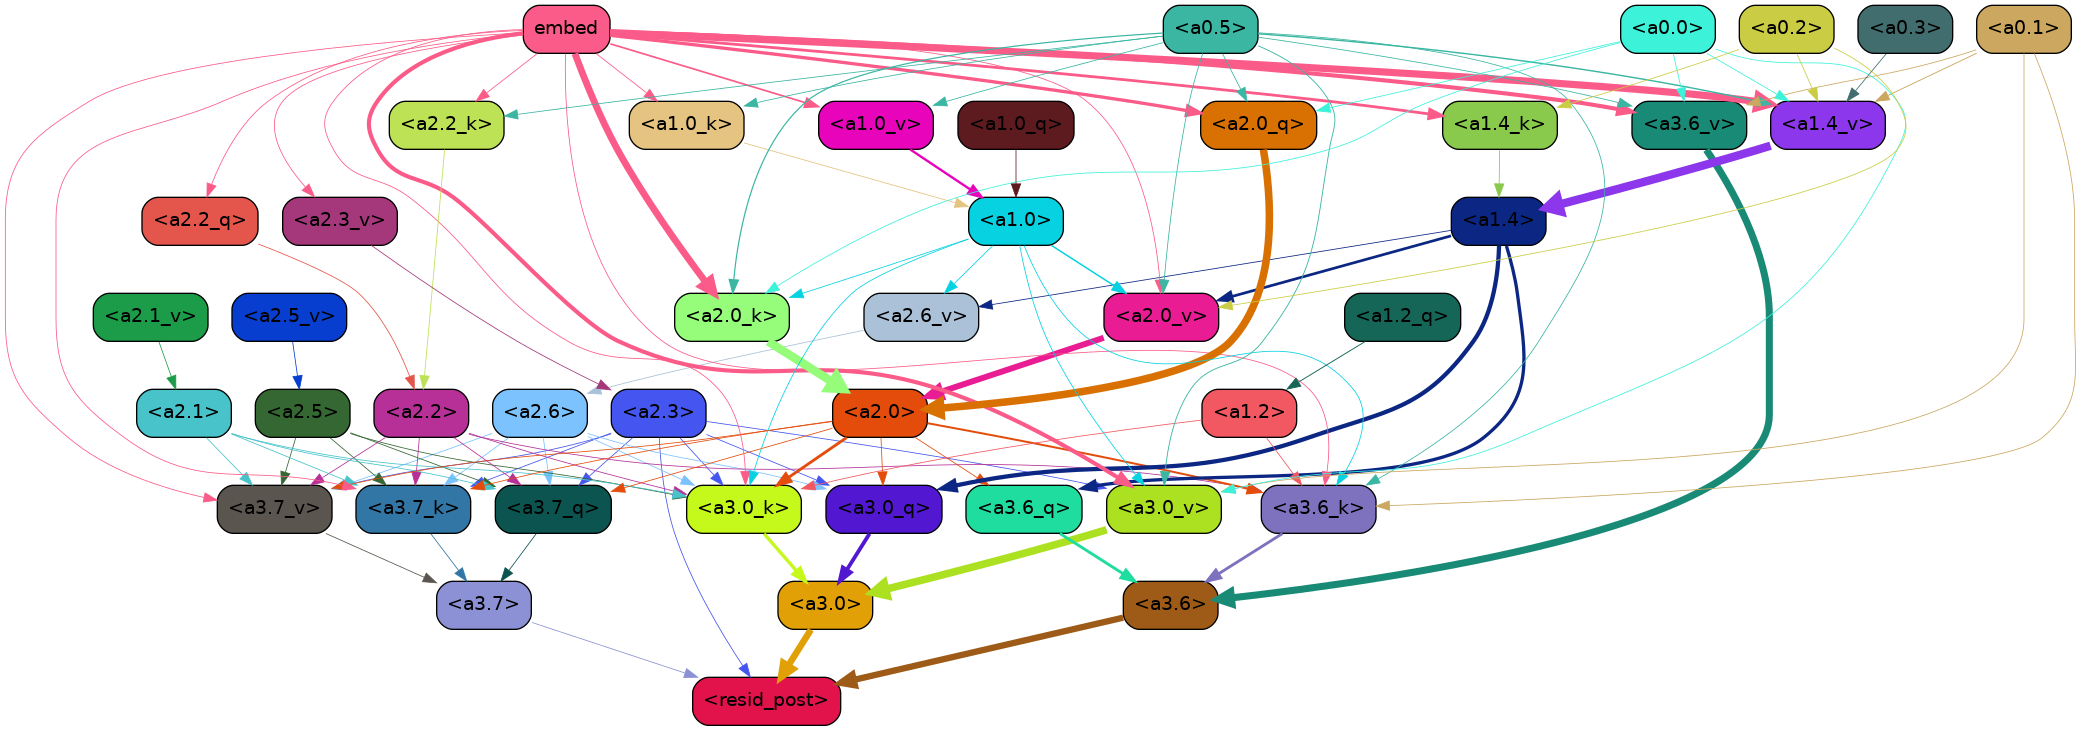 embed
<a0.5>
<a0.0>
<a0.2>
<a0.3>
<a0.1>
<a2.2_k>
<a1.0_k>
<a1.0_v>
<a1.0_q>
<a2.0_q>
<a1.4_k>
<a3.6_v>
<a1.4_v>
<a2.2_q>
<a2.3_v>
<a1.0>
<a1.4>
<a2.1_v>
<a2.5_v>
<a2.0_k>
<a2.6_v>
<a2.0_v>
<a1.2_q>
<a2.1>
<a2.5>
<a2.2>
<a2.6>
<a2.3>
<a2.0>
<a1.2>
<a3.7_v>
<a3.7_k>
<a3.7_q>
<a3.0_k>
<a3.0_q>
<a3.6_q>
<a3.0_v>
<a3.6_k>
<a3.7>
<a3.0>
<a3.6>
<resid_post>